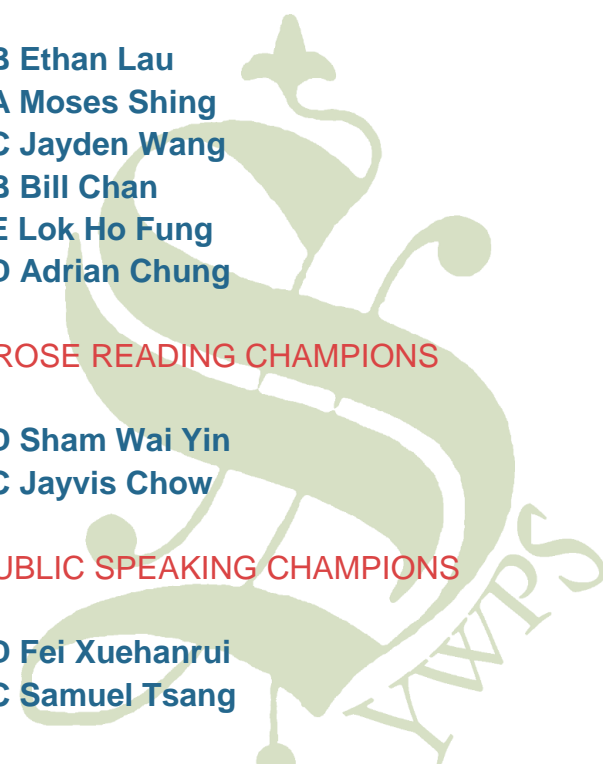 B Ethan Lau
A Moses Shing
C Jayden Wang
B Bill Chan
E Lok Ho Fung
D Adrian Chung
ROSE READING CHAMPIONS
D Sham Wai Yin
C Jayvis Chow
UBLIC SPEAKING CHAMPIONS
D Fei Xuehanrui
C Samuel Tsang
YWPS